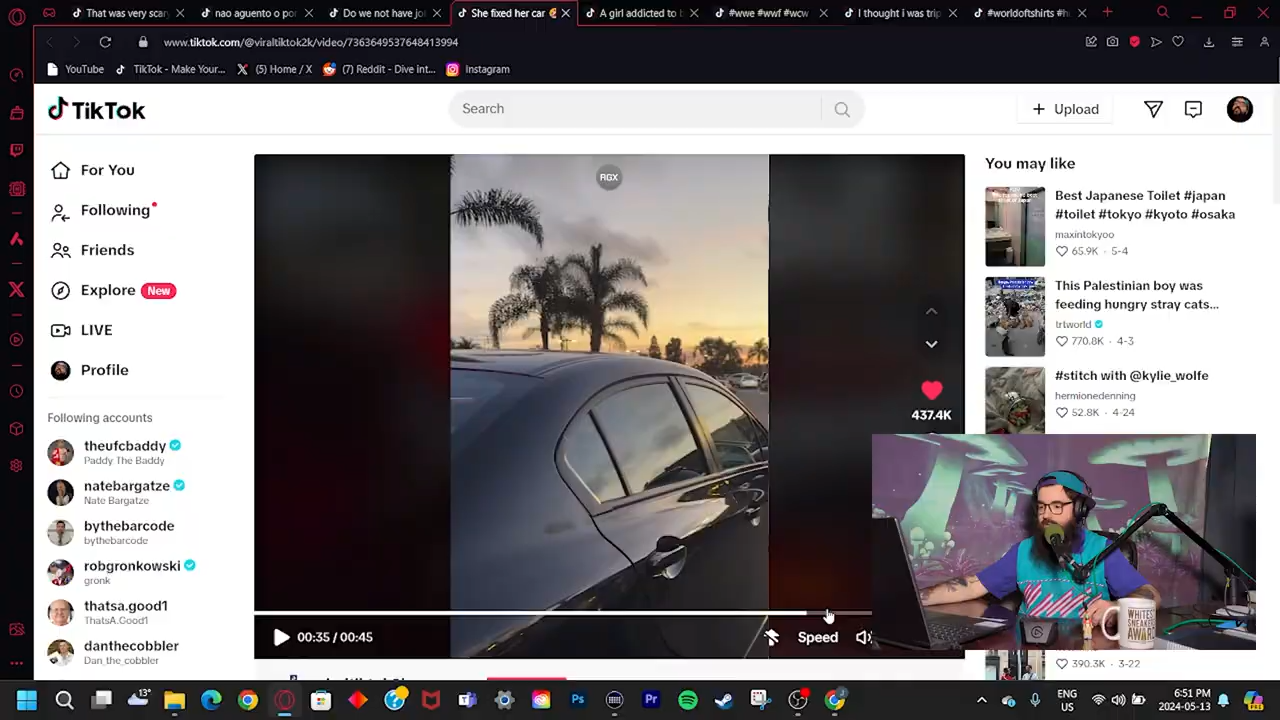 That was very scary
nao aguento o po
Do we not have jo
She fixed her car
A girl addicted to
#wwe #wwf #wcw
I thought i was trip
#worldoftshirts
www.tiktok.com/@viraltiktok2k/video/7363649537648413994
YouTube
TikTok - Make Your...
(5) Home / X
(7) Reddit - Dive int...
Instagram
TikTok
Search
+ Upload
For You
Following
Friends
Explore New
LIVE
Profile
Following accounts
theufcbaddy
Paddy The Baddy
natebargatze
Nate Bargatze
bythebarcode
bythebarcode
robgronkowski
gronk
thatsa.good1
ThatsA.Good1
danthecobbler
Dan_the_cobbler
RGX
437.4K
00:35 / 00:45
Speed
You may like
Best Japanese Toilet #japan
#toilet #tokyo #kyoto #osaka
maxintokyoo
65.9K · 5-4
This Palestinian boy was
feeding hungry stray cats...
trtworld
770.8K · 4-3
#stitch with @kylie_wolfe
hermionedenning
52.8K · 4-24
390.3K · 3-22
13°
ENG
US
6:51 PM
2024-05-13